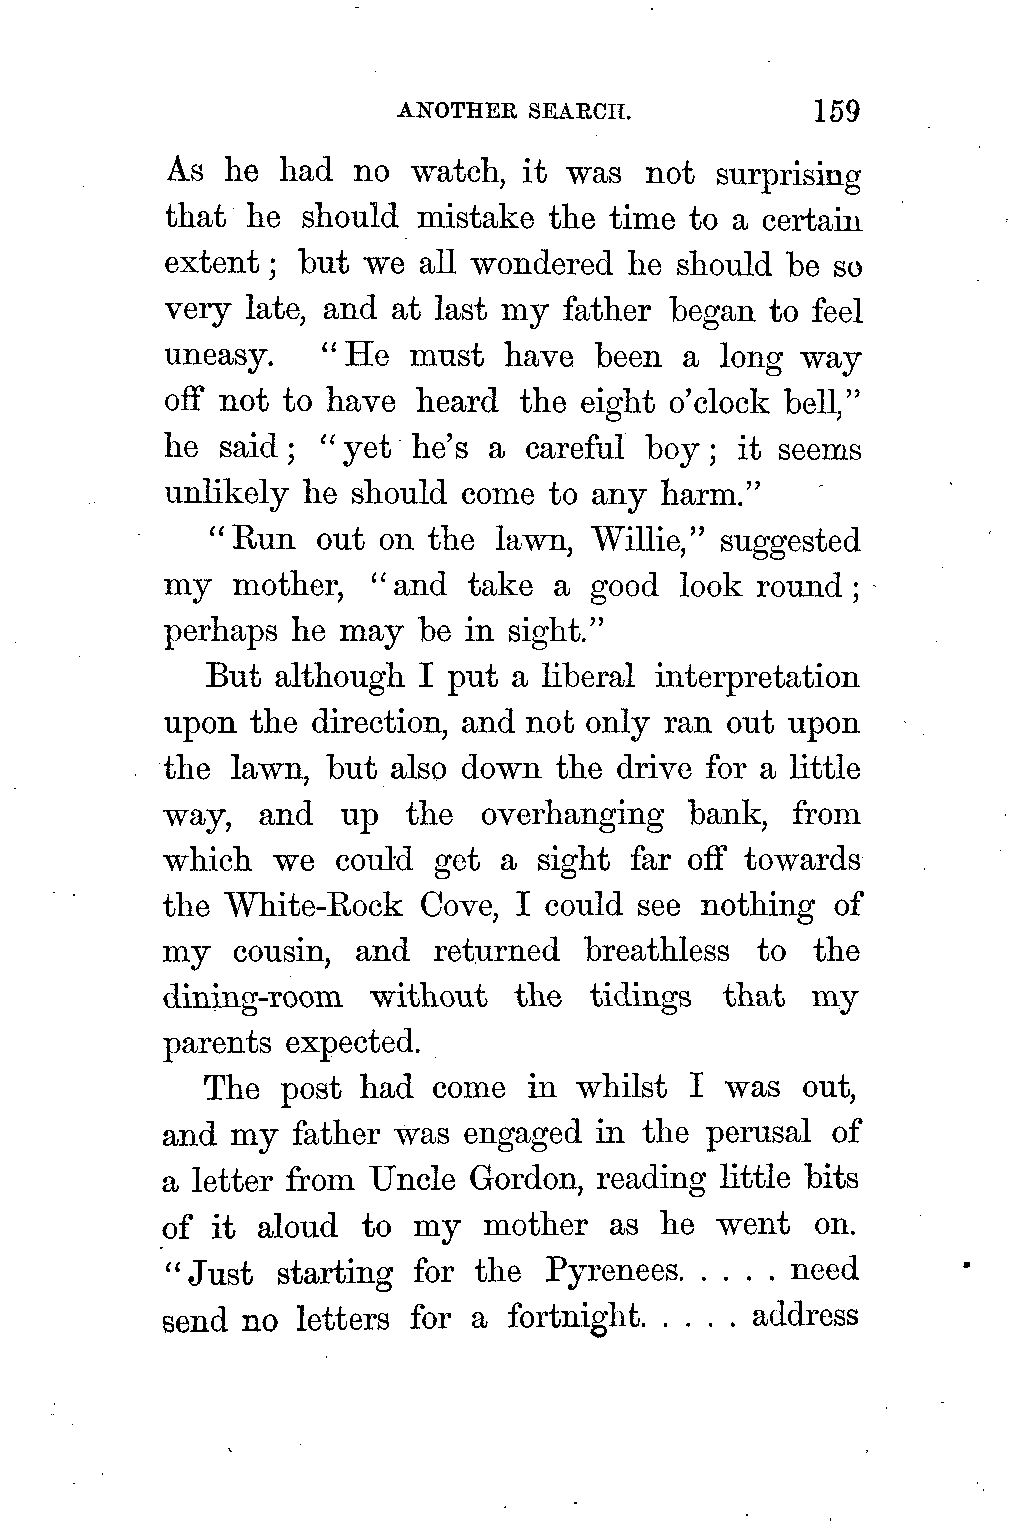 ANOTHER SEARCH. 159
As he had no watch, it was not surprising
that he should mistake the time to a certain
extent ; but we all wondered he should be so
very late, and at last my father began to feel
uneasy. “ He must have been a long way
off not to have heard the eight o’clock bell,”
he said ; “ yet he’s a careful boy ; it seems
unlikely he should come to any harm.”
“ Run out on the lawn, Willie,” suggested
my mother, “ and take a good look round ;
perhaps he may be in sight.”
But although I put a liberal interpretation
upon the direction, and not only ran out upon
the lawn, but also down the drive for a little
way, and up the overhanging bank, from
which we could get a sight far off towards
the White-Rock Cove, I could see nothing of
my cousin, and returned breathless to the
dining-room without the tidings that my
parents expected.
The post had come in whilst I was out,
and my father was engaged in the perusal of
a letter from Uncle Gordon, reading little bits
of it aloud to my mother as he went on.
“ Just starting for the Pyrenees. . . . . need
send no letters for a fortnight. . . . . address